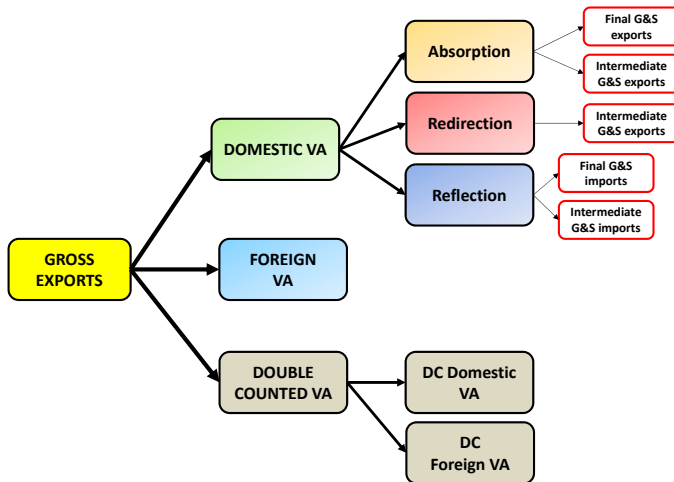 Final G&S
exports
Absorption
Intermediate
G&S exports
Redirection
Intermediate
G&S exports
DOMESTIC VA
Final G&S
imports
Reflection
Intermediate
G&S imports
GROSS
EXPORTS
FOREIGN
VA
DOUBLE
COUNTED VA
DC Domestic
VA
DC
Foreign VA